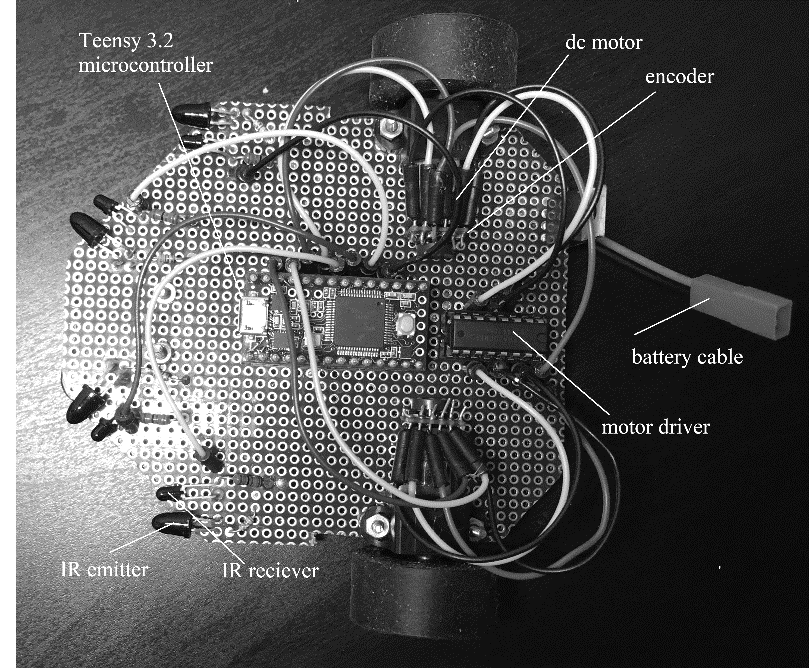 Teensy 3.2
microcontroller
dc motor
encoder
battery cable
motor driver
IR emitter
IR reciever